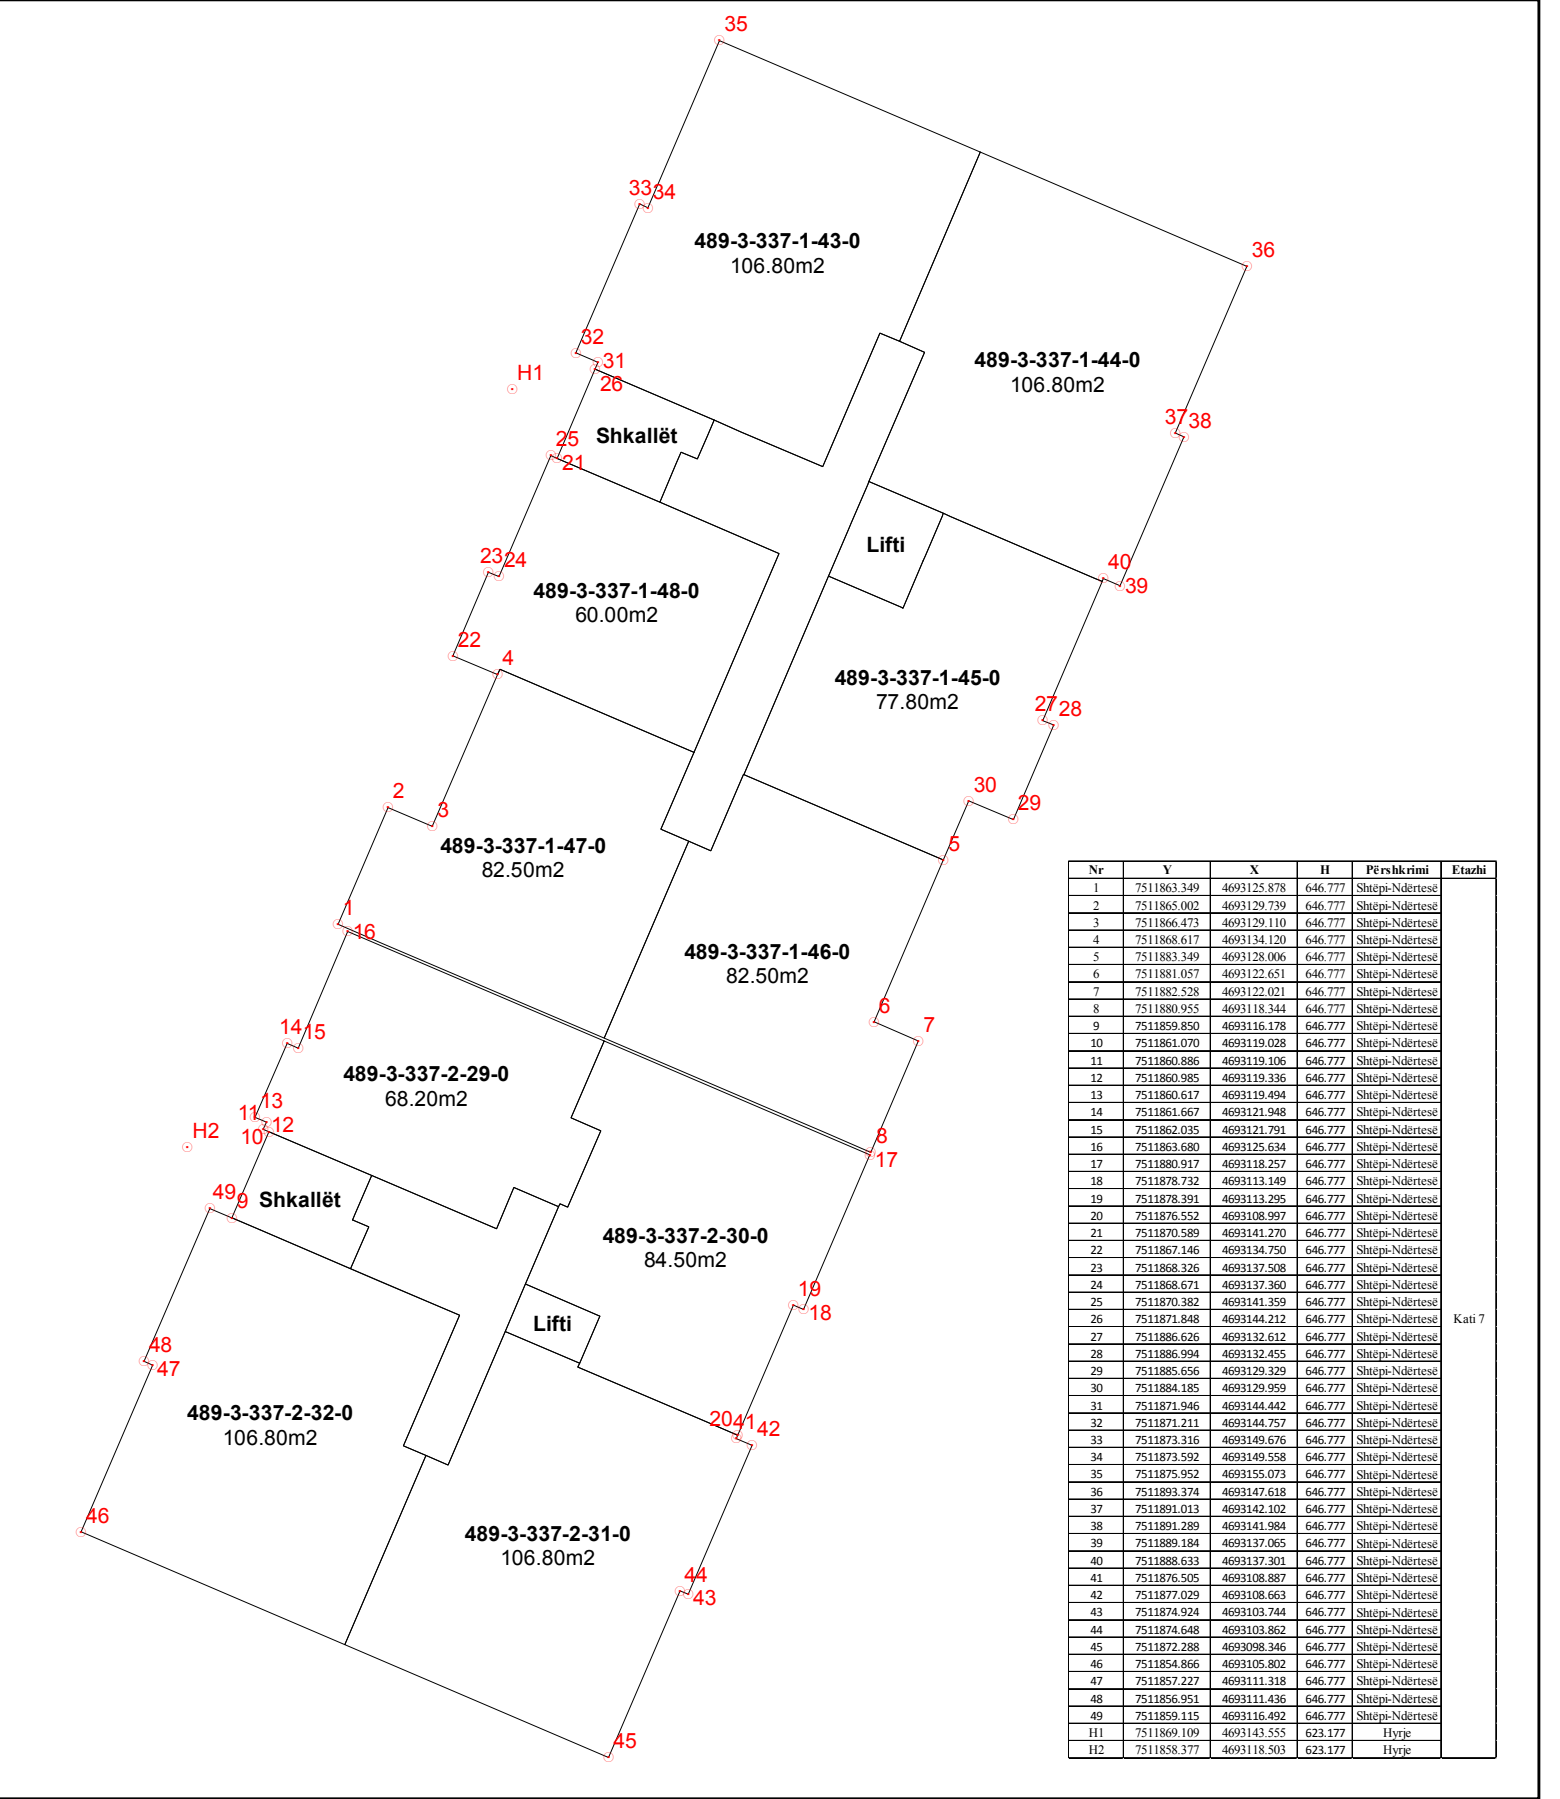 35
33 34
36
489-3-337-1-43-0
106.80m2
32
31
H1
26
489-3-337-1-44-0
106.80m2
37 38
25
Shkallët
21
Lifti
23 24
40
39
489-3-337-1-48-0
60.00m2
22
4
489-3-337-1-45-0
77.80m2
27 28
2
3
30
29
489-3-337-1-47-0
82.50m2
5
1
16
489-3-337-1-46-0
82.50m2
6
7
14 15
489-3-337-2-29-0
68.20m2
13
11
12
10
H2
8
17
49 9
Shkallët
489-3-337-2-30-0
84.50m2
19
18
Lifti
48
47
489-3-337-2-32-0
106.80m2
20 41 42
46
489-3-337-2-31-0
106.80m2
44
43
45
Nr Y X H Përshkrimi Etazhi
1 7511863.349 4693125.878 646.777 Shtëpi-Ndërtesë
2 7511865.002 4693129.739 646.777 Shtëpi-Ndërtesë
3 7511866.473 4693129.110 646.777 Shtëpi-Ndërtesë
4 7511868.617 4693134.120 646.777 Shtëpi-Ndërtesë
5 7511883.349 4693128.006 646.777 Shtëpi-Ndërtesë
6 7511881.057 4693122.651 646.777 Shtëpi-Ndërtesë
7 7511882.528 4693122.021 646.777 Shtëpi-Ndërtesë
8 7511880.955 4693118.344 646.777 Shtëpi-Ndërtesë
9 7511859.850 4693116.178 646.777 Shtëpi-Ndërtesë
10 7511861.070 4693119.028 646.777 Shtëpi-Ndërtesë
11 7511860.886 4693119.106 646.777 Shtëpi-Ndërtesë
12 7511860.985 4693119.336 646.777 Shtëpi-Ndërtesë
13 7511860.617 4693119.494 646.777 Shtëpi-Ndërtesë
14 7511861.667 4693121.948 646.777 Shtëpi-Ndërtesë
15 7511862.035 4693121.791 646.777 Shtëpi-Ndërtesë
16 7511863.680 4693125.634 646.777 Shtëpi-Ndërtesë
17 7511880.917 4693118.257 646.777 Shtëpi-Ndërtesë
18 7511878.732 4693113.149 646.777 Shtëpi-Ndërtesë
19 7511878.391 4693113.295 646.777 Shtëpi-Ndërtesë
20 7511876.552 4693108.997 646.777 Shtëpi-Ndërtesë
21 7511870.589 4693141.270 646.777 Shtëpi-Ndërtesë
22 7511867.146 4693134.750 646.777 Shtëpi-Ndërtesë
23 7511868.326 4693137.508 646.777 Shtëpi-Ndërtesë
24 7511868.671 4693137.360 646.777 Shtëpi-Ndërtesë
25 7511870.382 4693141.359 646.777 Shtëpi-Ndërtesë
26 7511871.848 4693144.212 646.777 Shtëpi-Ndërtesë Kati 7
27 7511886.626 4693132.612 646.777 Shtëpi-Ndërtesë
28 7511886.994 4693132.455 646.777 Shtëpi-Ndërtesë
29 7511885.656 4693129.329 646.777 Shtëpi-Ndërtesë
30 7511884.185 4693129.959 646.777 Shtëpi-Ndërtesë
31 7511871.946 4693144.442 646.777 Shtëpi-Ndërtesë
32 7511871.211 4693144.757 646.777 Shtëpi-Ndërtesë
33 7511873.316 4693149.676 646.777 Shtëpi-Ndërtesë
34 7511873.592 4693149.558 646.777 Shtëpi-Ndërtesë
35 7511875.952 4693155.073 646.777 Shtëpi-Ndërtesë
36 7511893.374 4693147.618 646.777 Shtëpi-Ndërtesë
37 7511891.013 4693142.102 646.777 Shtëpi-Ndërtesë
38 7511891.289 4693141.984 646.777 Shtëpi-Ndërtesë
39 7511889.184 4693137.065 646.777 Shtëpi-Ndërtesë
40 7511888.633 4693137.301 646.777 Shtëpi-Ndërtesë
41 7511876.505 4693108.887 646.777 Shtëpi-Ndërtesë
42 7511877.029 4693108.663 646.777 Shtëpi-Ndërtesë
43 7511874.924 4693103.744 646.777 Shtëpi-Ndërtesë
44 7511874.648 4693103.862 646.777 Shtëpi-Ndërtesë
45 7511872.288 4693098.346 646.777 Shtëpi-Ndërtesë
46 7511854.866 4693105.802 646.777 Shtëpi-Ndërtesë
47 7511857.227 4693111.318 646.777 Shtëpi-Ndërtesë
48 7511856.951 4693111.436 646.777 Shtëpi-Ndërtesë
49 7511859.115 4693116.492 646.777 Shtëpi-Ndërtesë
H1 7511869.109 4693143.555 623.177 Hyrje
H2 7511858.377 4693118.503 623.177 Hyrje